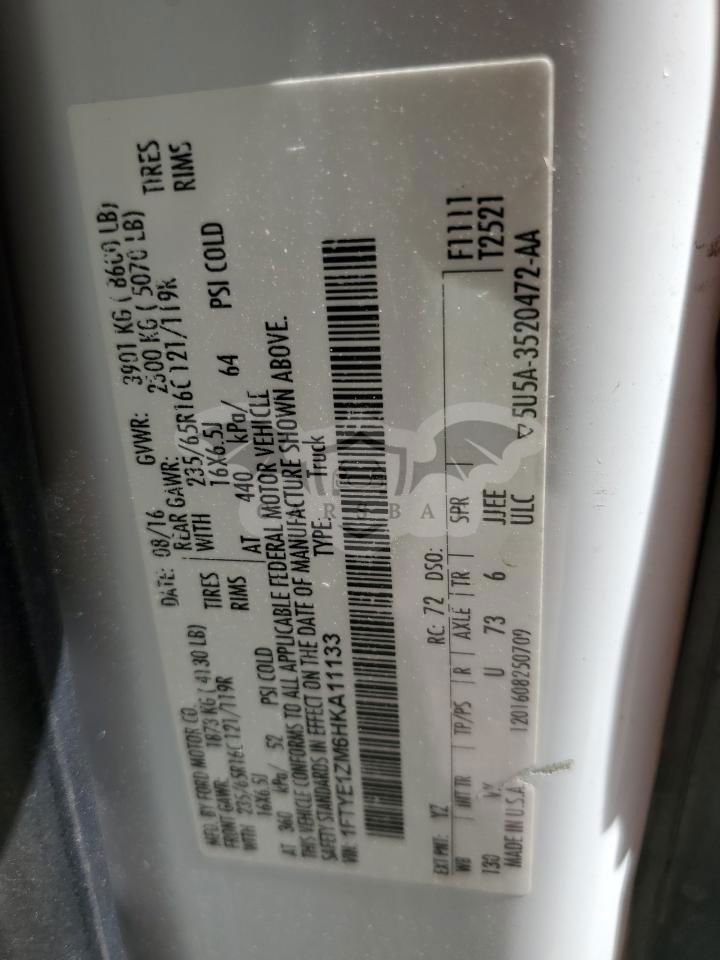 MFD. BY FORD MOTOR CO.
DATE: 08/16 GVWR: 3901 KG ( 8600 LB)
FRONT GAWR: 1873 KG ( 4130 LB) REAR GAWR: 2300 KG ( 5070 LB)
WITH 235/65R16C 121/119R TIRES WITH 235/65R16C 121/119R TIRES
16X6.5J RIMS 16X6.5J RIMS
AT 360 kPa/ 52 PSI COLD AT 440 kPa/ 64 PSI COLD
THIS VEHICLE CONFORMS TO ALL APPLICABLE FEDERAL MOTOR VEHICLE
SAFETY STANDARDS IN EFFECT ON THE DATE OF MANUFACTURE SHOWN ABOVE.
VIN: 1FTYE1ZM6HKA11133 TYPE: Truck
EXT PNT: YZ RC: 72 DSO: F1111
WB INT TR TP/PS R AXLE TR SPR T2521
130 VY U 73 6 JJEE
MADE IN U.S.A. 1201608250709 ULC ▽5U5A-3520472-AA